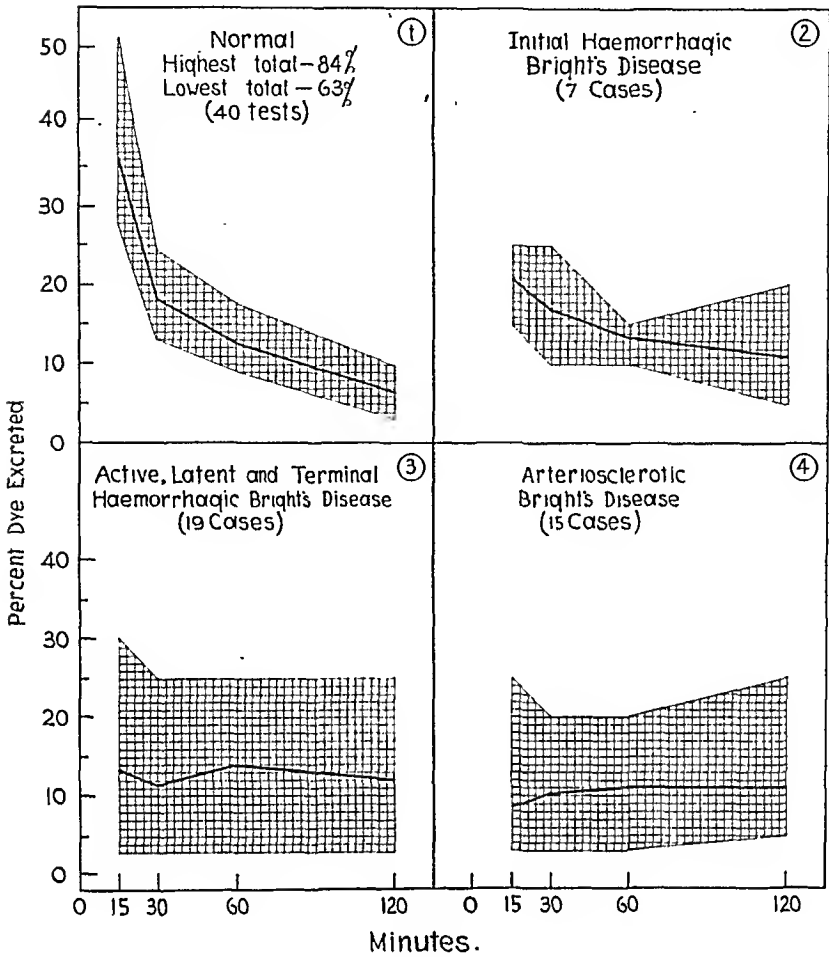 ①
Normal
Highest total – 84%
Lowest total – 63%
(40 tests)
②
Initial Haemorrhagic
Bright's Disease
(7 Cases)
50
40
30
20
10
0
③
Active, Latent and Terminal
Haemorrhagic Bright's Disease
(19 Cases)
④
Arteriosclerotic
Bright's Disease
(15 Cases)
40
30
20
10
0
Percent Dye Excreted
0 15 30 60 120
0 15 30 60 120
Minutes.